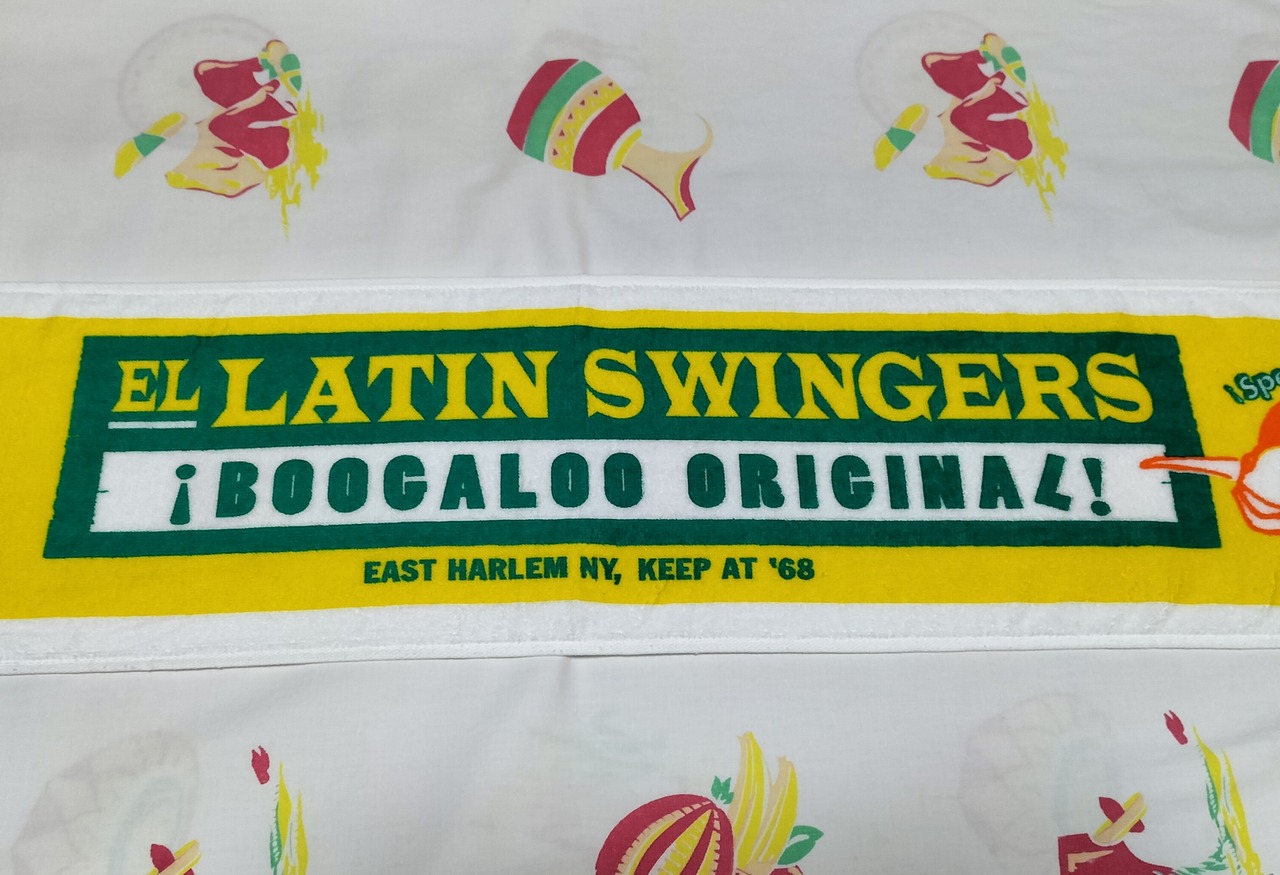 EL LATIN SWINGERS
¡BOOGALOO ORIGINAL!
EAST HARLEM NY, KEEP AT '68